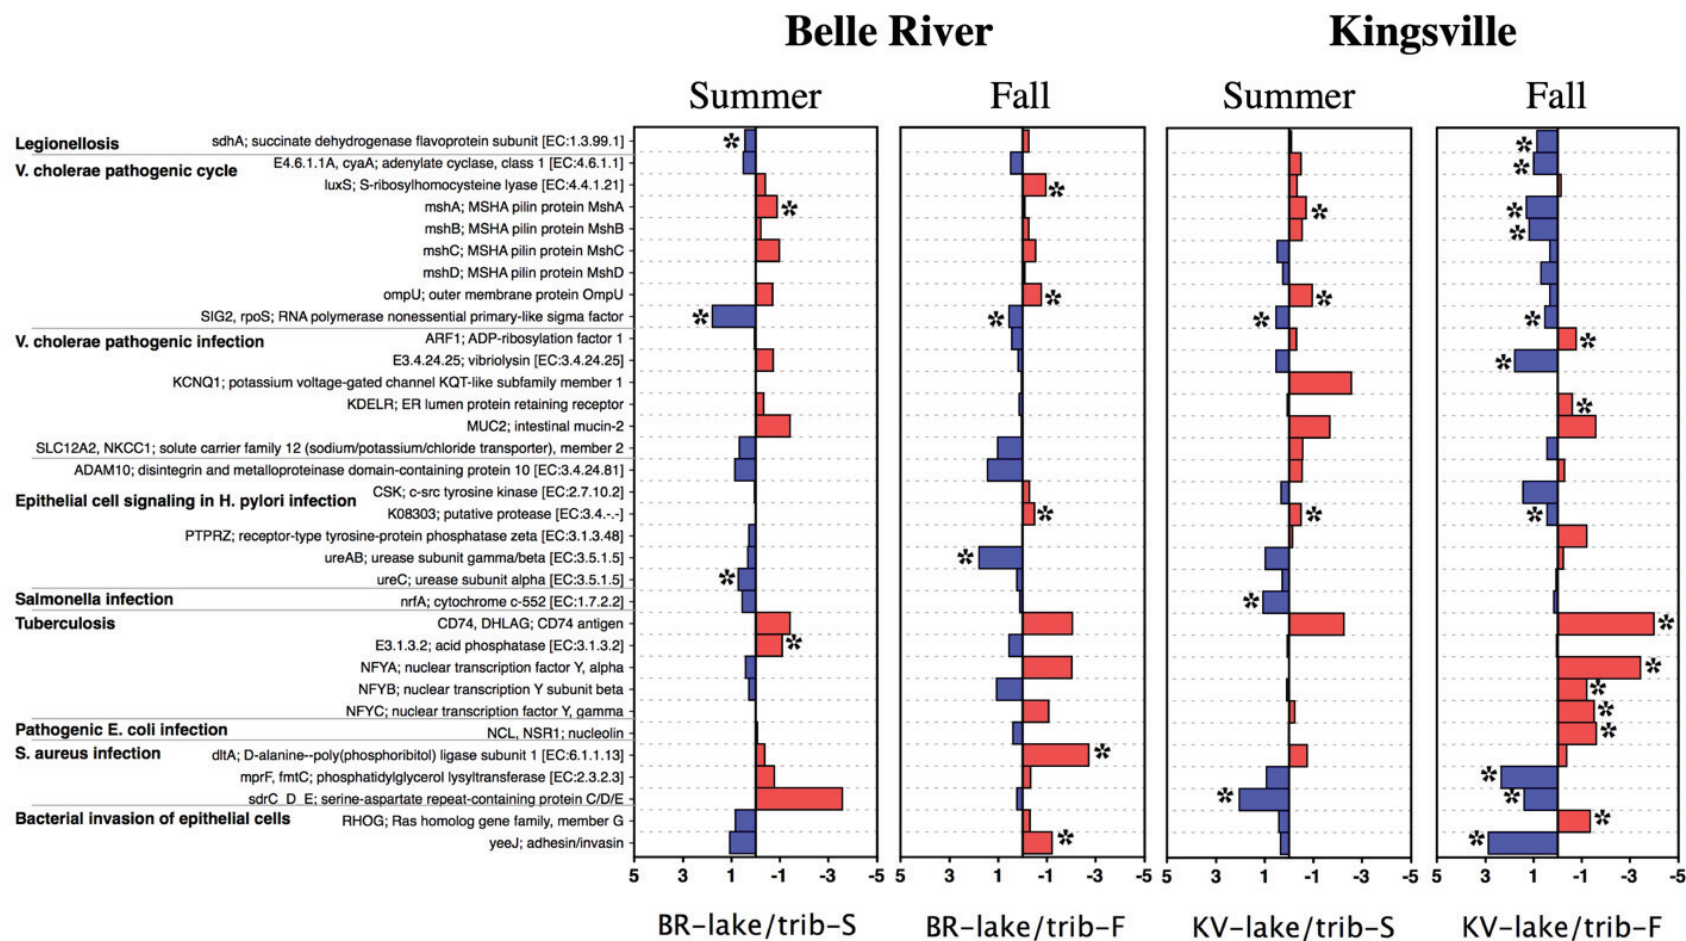 Belle River Kingsville
Summer Fall Summer Fall
Legionellosis sdhA; succinate dehydrogenase flavoprotein subunit [EC:1.3.99.1] * *
V. cholerae pathogenic cycle E4.6.1.1A, cyaA; adenylate cyclase, class 1 [EC:4.6.1.1] *
luxS; S-ribosylhomocysteine lyase [EC:4.4.1.21] *
mshA; MSHA pilin protein MshA * * *
mshB; MSHA pilin protein MshB *
mshC; MSHA pilin protein MshC
mshD; MSHA pilin protein MshD
ompU; outer membrane protein OmpU * *
SIG2, rpoS; RNA polymerase nonessential primary-like sigma factor * * * *
V. cholerae pathogenic infection ARF1; ADP-ribosylation factor 1 *
E3.4.24.25; vibriolysin [EC:3.4.24.25] *
KCNQ1; potassium voltage-gated channel KQT-like subfamily member 1
KDELR; ER lumen protein retaining receptor *
MUC2; intestinal mucin-2
SLC12A2, NKCC1; solute carrier family 12 (sodium/potassium/chloride transporter), member 2
ADAM10; disintegrin and metalloproteinase domain-containing protein 10 [EC:3.4.24.81]
Epithelial cell signaling in H. pylori infection CSK; c-src tyrosine kinase [EC:2.7.10.2]
K08303; putative protease [EC:3.4.-.-] * * *
PTPRZ; receptor-type tyrosine-protein phosphatase zeta [EC:3.1.3.48]
ureAB; urease subunit gamma/beta [EC:3.5.1.5] *
ureC; urease subunit alpha [EC:3.5.1.5] *
Salmonella infection nrfA; cytochrome c-552 [EC:1.7.2.2] *
Tuberculosis CD74, DHLAG; CD74 antigen *
E3.1.3.2; acid phosphatase [EC:3.1.3.2] *
NFYA; nuclear transcription factor Y, alpha *
NFYB; nuclear transcription Y subunit beta *
NFYC; nuclear transcription factor Y, gamma *
Pathogenic E. coli infection NCL, NSR1; nucleolin *
S. aureus infection dltA; D-alanine--poly(phosphoribitol) ligase subunit 1 [EC:6.1.1.13] *
mprF, fmtC; phosphatidylglycerol lysyltransferase [EC:2.3.2.3] *
sdrC_D_E; serine-aspartate repeat-containing protein C/D/E * *
Bacterial invasion of epithelial cells RHOG; Ras homolog gene family, member G *
yeeJ; adhesin/invasin * *
5 3 1 -1 -3 -5 5 3 1 -1 -3 -5 5 3 1 -1 -3 -5 5 3 1 -1 -3 -5
BR-lake/trib-S BR-lake/trib-F KV-lake/trib-S KV-lake/trib-F